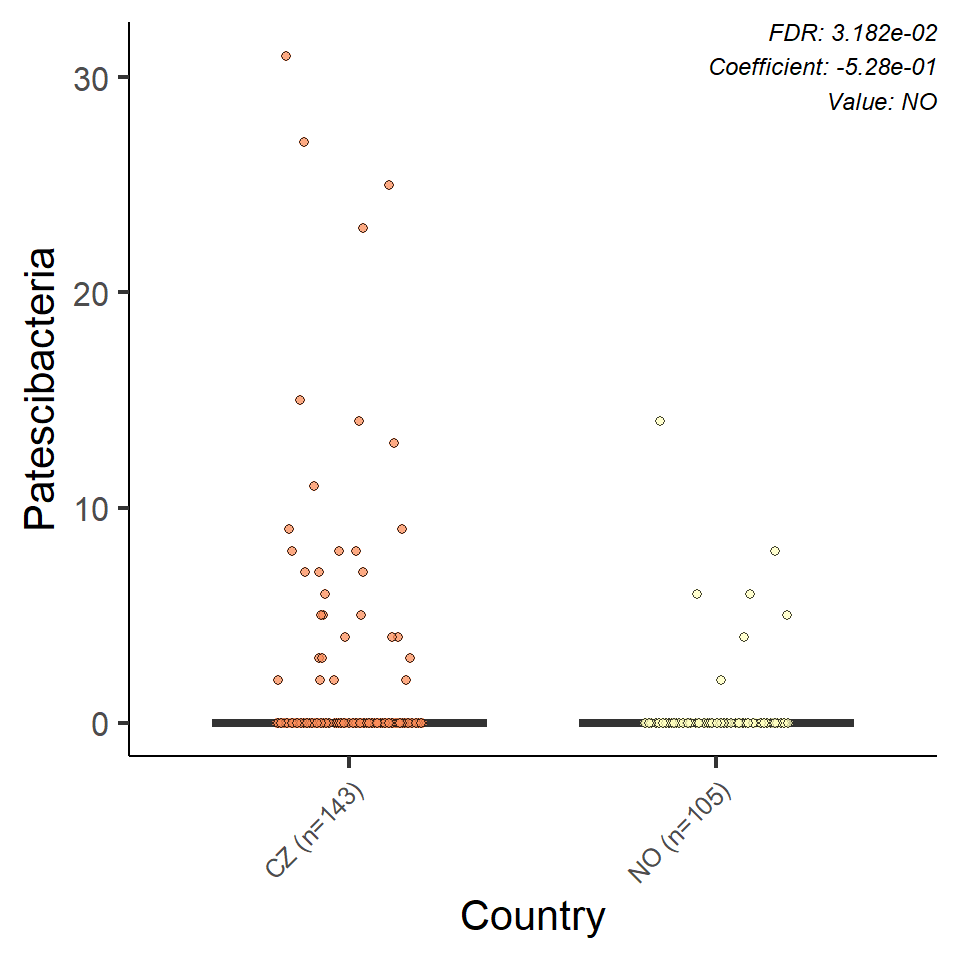 FDR: 3.182e-02
Coefficient: -5.28e-01
Value: NO
Patescibacteria
30
20
10
0
CZ (n=143)
NO (n=105)
Country